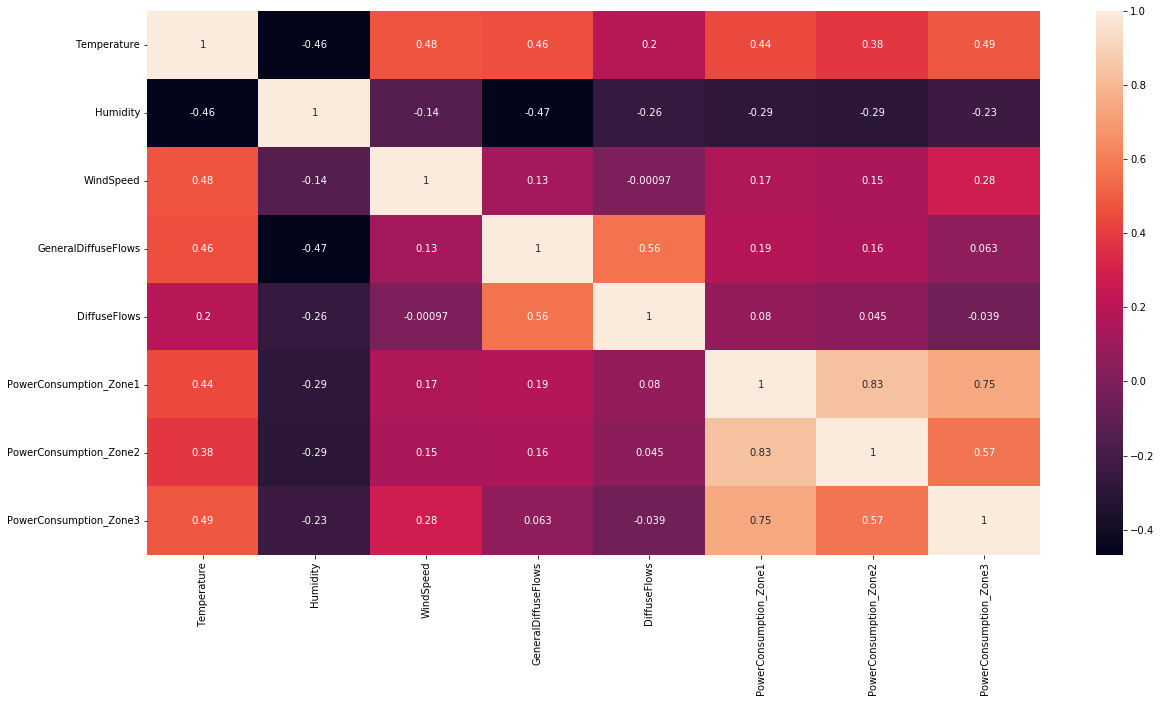 Temperature 1 -0.46 0.48 0.46 0.2 0.44 0.38 0.49
Humidity -0.46 1 -0.14 -0.47 -0.26 -0.29 -0.29 -0.23
WindSpeed 0.48 -0.14 1 0.13 -0.00097 0.17 0.15 0.28
GeneralDiffuseFlows 0.46 -0.47 0.13 1 0.56 0.19 0.16 0.063
DiffuseFlows 0.2 -0.26 -0.00097 0.56 1 0.08 0.045 -0.039
PowerConsumption_Zone1 0.44 -0.29 0.17 0.19 0.08 1 0.83 0.75
PowerConsumption_Zone2 0.38 -0.29 0.15 0.16 0.045 0.83 1 0.57
PowerConsumption_Zone3 0.49 -0.23 0.28 0.063 -0.039 0.75 0.57 1
Temperature
Humidity
WindSpeed
GeneralDiffuseFlows
DiffuseFlows
PowerConsumption_Zone1
PowerConsumption_Zone2
PowerConsumption_Zone3
1.0
0.8
0.6
0.4
0.2
0.0
−0.2
−0.4